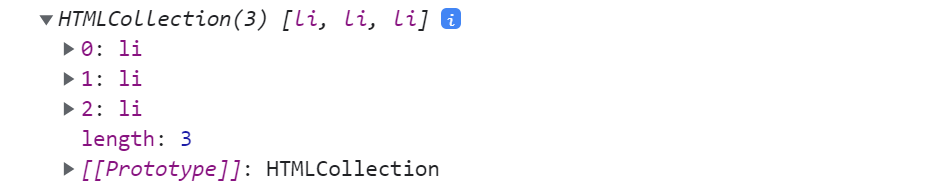 ▼HTMLCollection(3) [li, li, li] i
▶0: li
▶1: li
▶2: li
length: 3
▶[[Prototype]]: HTMLCollection